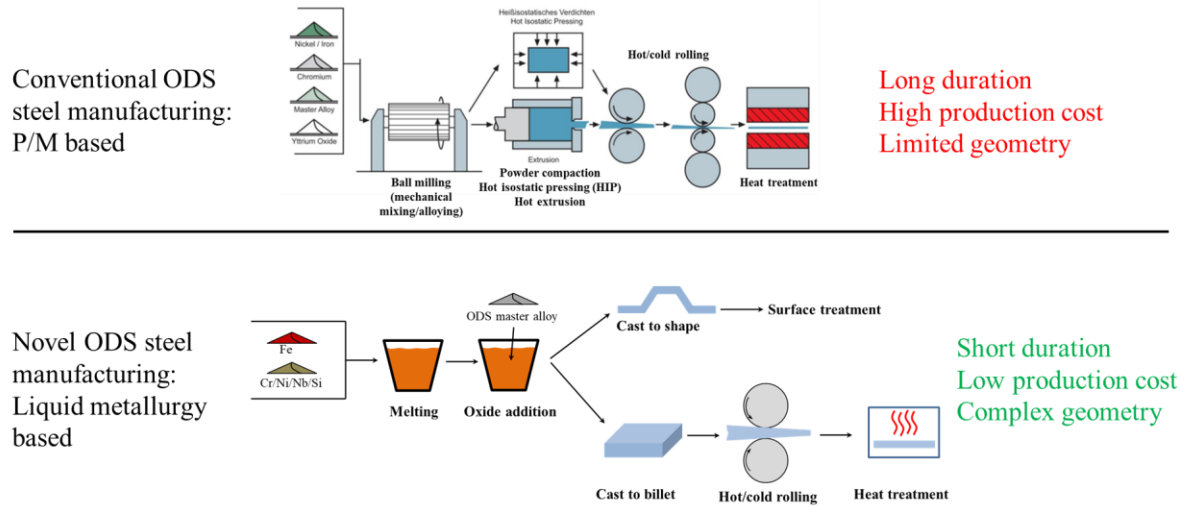 Conventional ODS
steel manufacturing:
P/M based
Nickel / Iron
Chromium
Master Alloy
Yttrium Oxide
Ball milling
(mechanical
mixing/alloying)
Heißisostatisches Verdichten
Hot Isostatic Pressing
Extrusion
Powder compaction
Hot isostatic pressing (HIP)
Hot extrusion
Hot/cold rolling
Heat treatment
Long duration
High production cost
Limited geometry
Novel ODS steel
manufacturing:
Liquid metallurgy
based
Fe
Cr/Ni/Nb/Si
Melting
ODS master alloy
Oxide addition
Cast to shape
Surface treatment
Cast to billet
Hot/cold rolling
Heat treatment
Short duration
Low production cost
Complex geometry